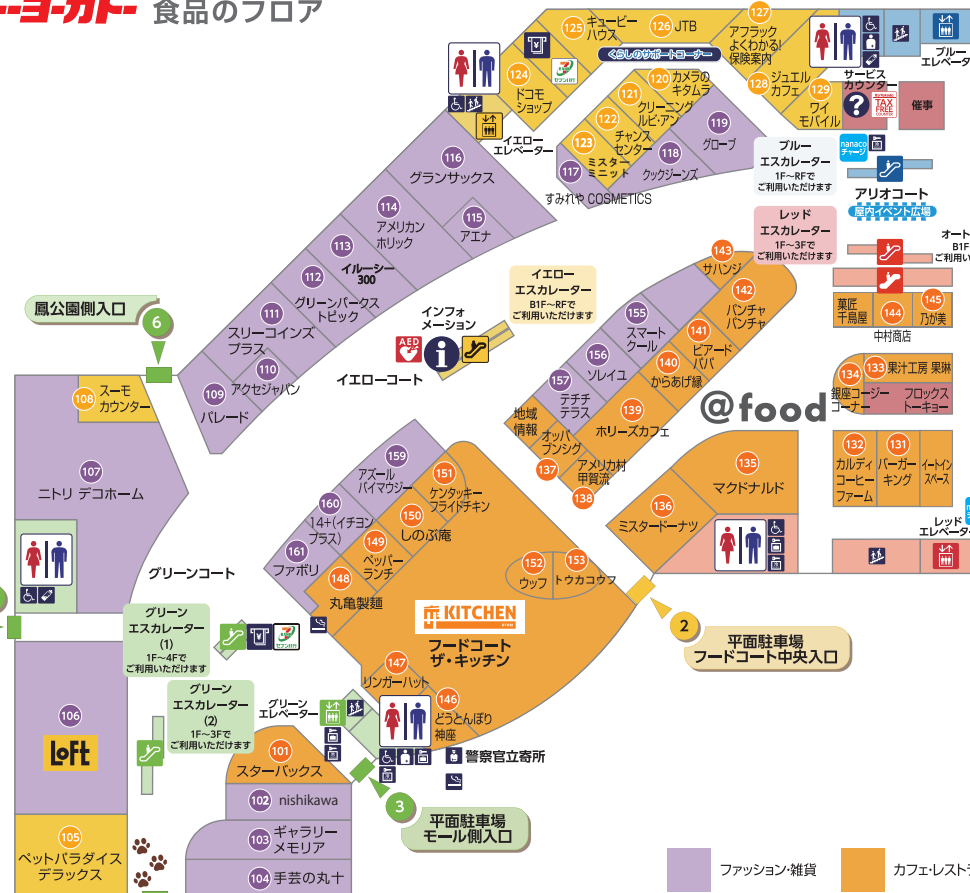 食品のフロア
125 キュービーハウス
126 JTB
127
アフラック
よくわかる!
保険案内
くらしのサポートコーナー
124
ドコモ
ショップ
セブン銀行
イエロー
エレベーター
120 カメラの
キタムラ
121
クリーニング
ルビ・アン
122
チャンス
センター
123
ミスター
ミニット
119
グローブ
118
クックジーンズ
117
すみれや COSMETICS
128 ジュエル
カフェ
129
ワイ
モバイル
サービス
カウンター
?
TAX
FREE
COUNTER
催事
ブルー
エレベータ
nanaco
チャージ
ブルー
エスカレーター
1F~RFで
ご利用いただけます
アリオコート
屋内イベント広場
レッド
エスカレーター
1F~3Fで
ご利用いただけます
オート
B1F
ご利用い
116
グランサックス
115
アエナ
114
アメリカン
ホリック
113
イルーシー
300
112
グリーンパークス
トピック
111
スリーコインズ
プラス
110
アクセジャパン
109
パレード
鳳公園側入口
6
108 スーモ
カウンター
107
ニトリ デコホーム
イエロー
エスカレーター
B1F~RFで
ご利用いただけます
インフォ
メーション
AED
イエローコート
143
サハンジ
142
バンチャ
バンチャ
141
ビアード
パパ
140
からあげ縁
139
ホリーズカフェ
155
スマート
クール
156
ソレイユ
157
テチチ
テラス
地域
情報
オッパ
ブンシグ
137
アメリカ村
甲賀流
138
@food
菓匠
千鳥屋
144
中村商店
145
乃が美
134
銀座コージー
コーナー
133 果汁工房 果琳
フロックス
トーキョー
132
カルディ
コーヒー
ファーム
131
バーガー
キング
イートイン
スペース
135
マクドナルド
136
ミスタードーナツ
レッド
エレベータ
159
アズール
バイマウジー
160
14+(イチヨン
プラス)
161
ファボリ
151
ケンタッキー
フライドチキン
150
しのぶ庵
149
ペッパー
ランチ
148
丸亀製麺
152
ウッフ
153
トウカコウフ
KITCHEN
フードコート
ザ・キッチン
147
リンガーハット
146
どうとんぼり
神座
2
平面駐車場
フードコート中央入口
グリーンコート
グリーン
エスカレーター
(1)
1F~4Fで
ご利用いただけます
セブン銀行
グリーン
エスカレーター
(2)
1F~3Fで
ご利用いただけます
グリーン
エレベーター
警察官立寄所
3
平面駐車場
モール側入口
106
LoFt
105
ペットパラダイス
デラックス
101
スターバックス
102 nishikawa
103 ギャラリー
メモリア
104 手芸の丸十
ファッション・雑貨
カフェ・レスト